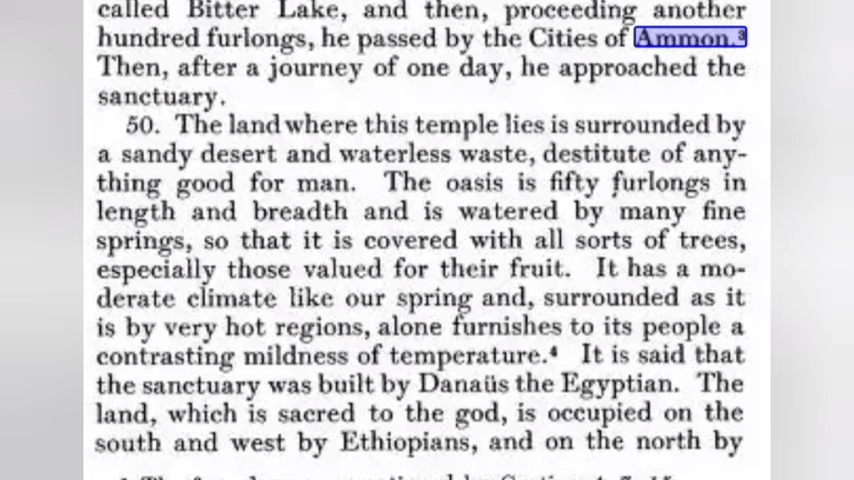 called Bitter Lake, and then, proceeding another
hundred furlongs, he passed by the Cities of Ammon.³
Then, after a journey of one day, he approached the
sanctuary.
50. The land where this temple lies is surrounded by
a sandy desert and waterless waste, destitute of any-
thing good for man. The oasis is fifty furlongs in
length and breadth and is watered by many fine
springs, so that it is covered with all sorts of trees,
especially those valued for their fruit. It has a mo-
derate climate like our spring and, surrounded as it
is by very hot regions, alone furnishes to its people a
contrasting mildness of temperature.⁴ It is said that
the sanctuary was built by Danaüs the Egyptian. The
land, which is sacred to the god, is occupied on the
south and west by Ethiopians, and on the north by